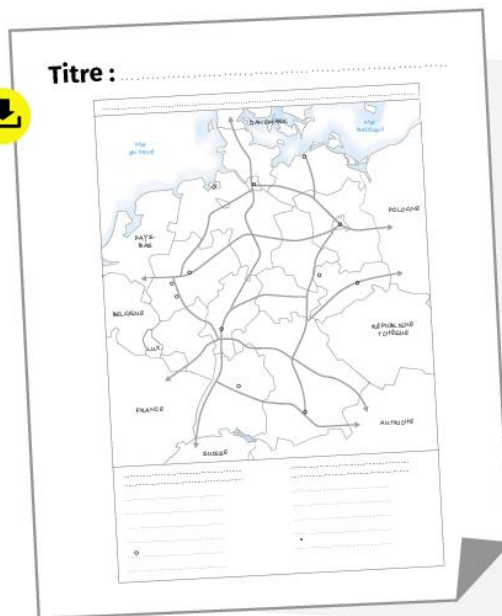 Titre :
DANEMARK
Mer du Nord
Mer Baltique
POLOGNE
PAYS-
BAS
BELGIQUE
RÉPUBLIQUE
TCHÈQUE
LUX.
FRANCE
AUTRICHE
SUISSE